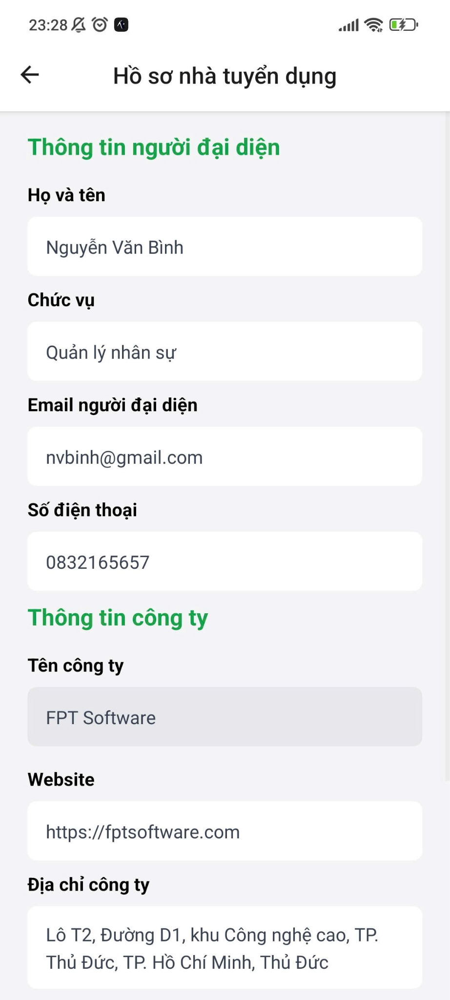 23:28
Hồ sơ nhà tuyển dụng
Thông tin người đại diện
Họ và tên
Nguyễn Văn Bình
Chức vụ
Quản lý nhân sự
Email người đại diện
nvbinh@gmail.com
Số điện thoại
0832165657
Thông tin công ty
Tên công ty
FPT Software
Website
https://fptsoftware.com
Địa chỉ công ty
Lô T2, Đường D1, khu Công nghệ cao, TP.
Thủ Đức, TP. Hồ Chí Minh, Thủ Đức